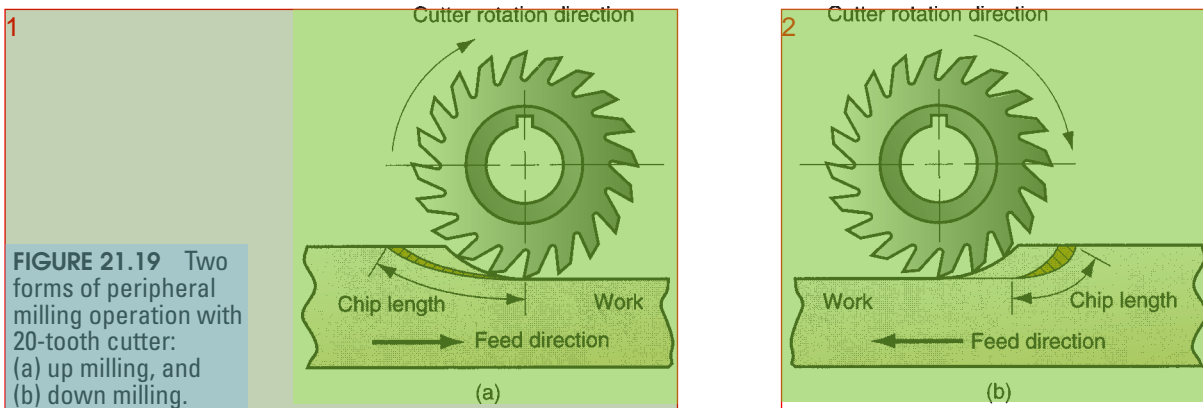 1
Cutter rotation direction
FIGURE 21.19 Two
forms of peripheral
milling operation with
20-tooth cutter:
(a) up milling, and
(b) down milling.
Chip length
Work
Feed direction
(a)
2
Cutter rotation direction
Work
Chip length
Feed direction
(b)